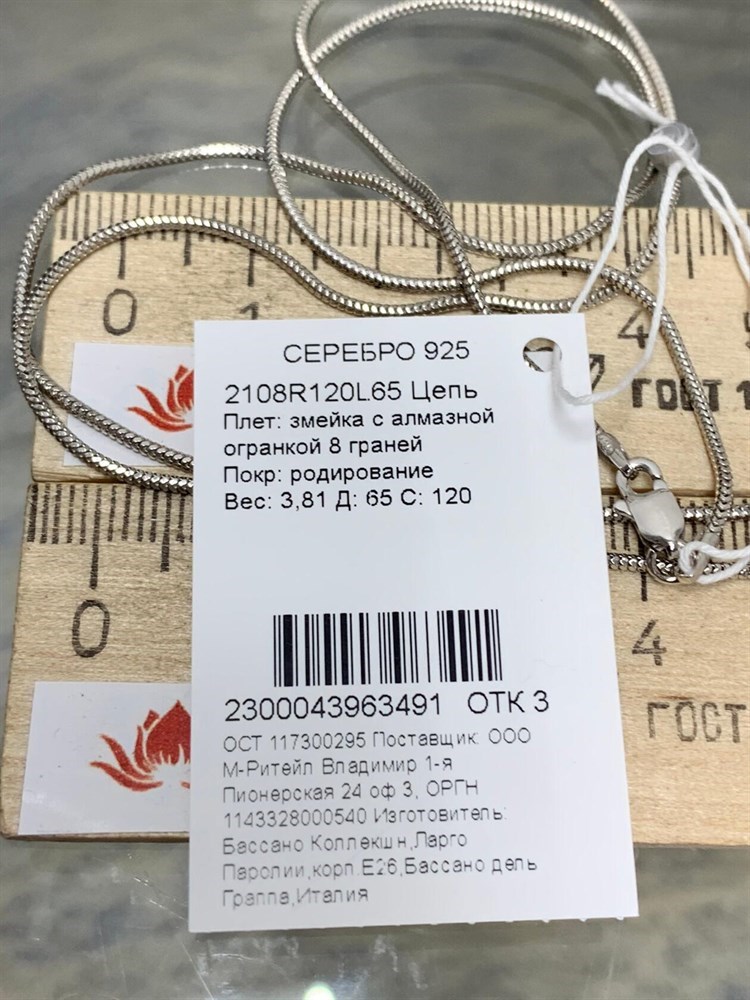 0 1 4
ГОСТ 1
СЕРЕБРО 925
2108R120L65 Цепь
Плет: змейка с алмазной
огранкой 8 граней
Покр: родирование
Вес: 3,81 Д: 65 С: 120
0
4
ГОСТ
2300043963491 ОТК 3
ОСТ 117300295 Поставщик: ООО
М-Ритейл Владимир 1-я
Пионерская 24 оф 3, ОРГН
1143328000540 Изготовитель:
Бассано Коллекшн,Ларго
Паролии,корп.Е26,Бассано дель
Граппа,Италия